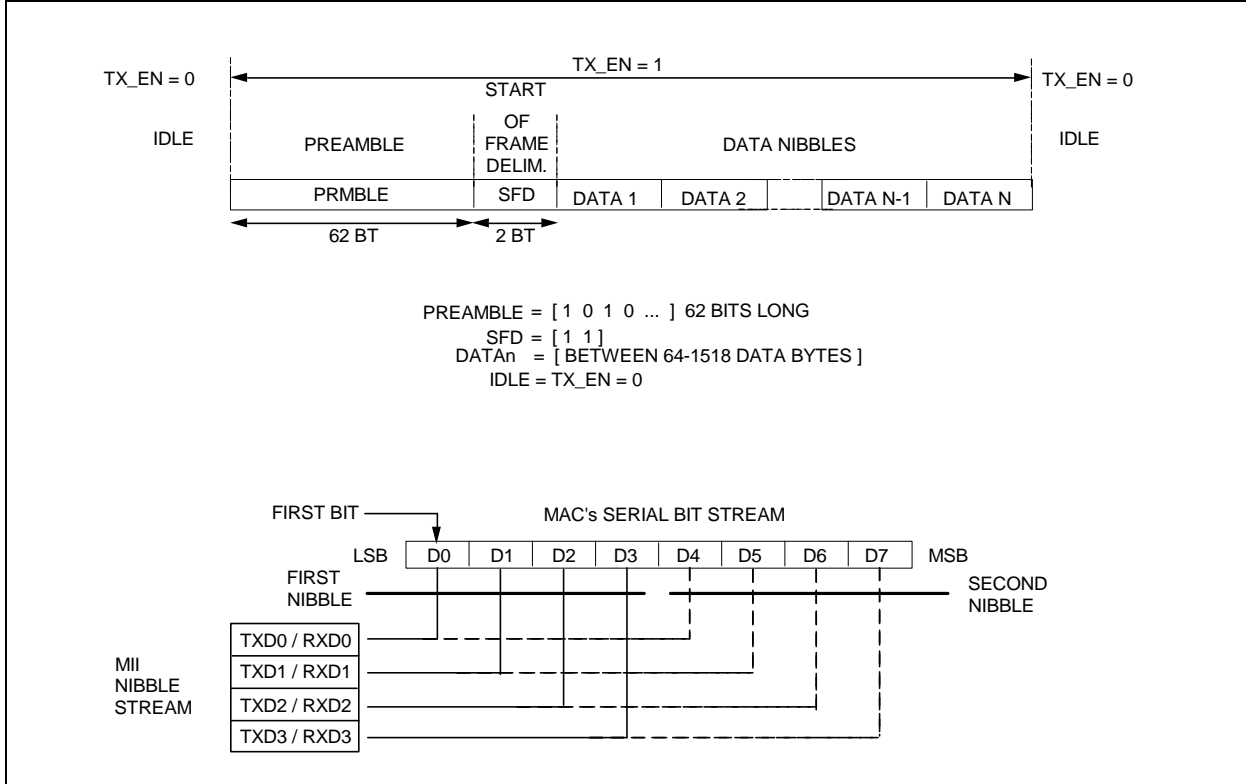 TX_EN = 1
TX_EN = 0
TX_EN = 0
START
OF
FRAME
DELIM.
IDLE
PREAMBLE
DATA NIBBLES
IDLE
PRMBLE SFD DATA 1 DATA 2 DATA N-1 DATA N
62 BT 2 BT
PREAMBLE = [ 1 0 1 0 ... ] 62 BITS LONG
SFD = [ 1 1 ]
DATAn = [ BETWEEN 64-1518 DATA BYTES ]
IDLE = TX_EN = 0
FIRST BIT
MAC's SERIAL BIT STREAM
LSB D0 D1 D2 D3 D4 D5 D6 D7 MSB
FIRST
NIBBLE
SECOND
NIBBLE
MII
NIBBLE
STREAM
TXD0 / RXD0
TXD1 / RXD1
TXD2 / RXD2
TXD3 / RXD3